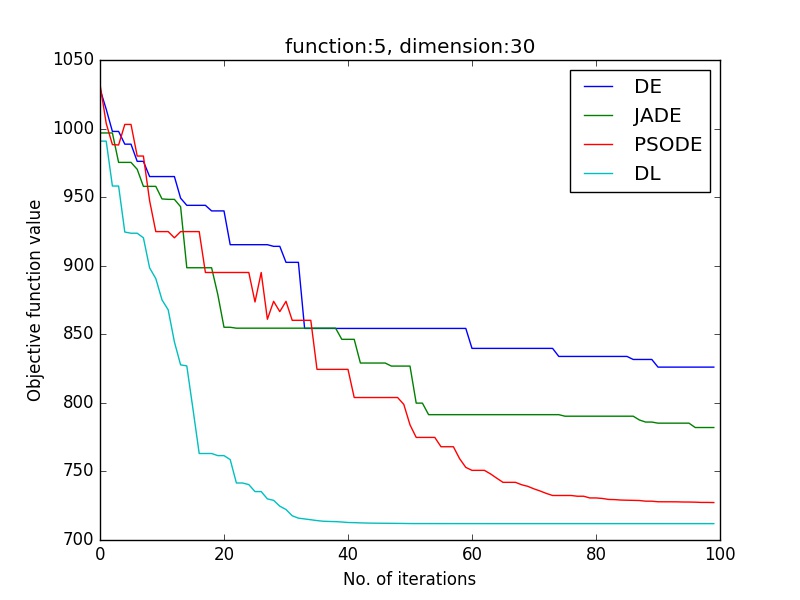 function:5, dimension:30
1050
1000
950
900
850
800
750
700
Objective function value
DE
JADE
PSODE
DL
0
20
40
60
80
100
No. of iterations